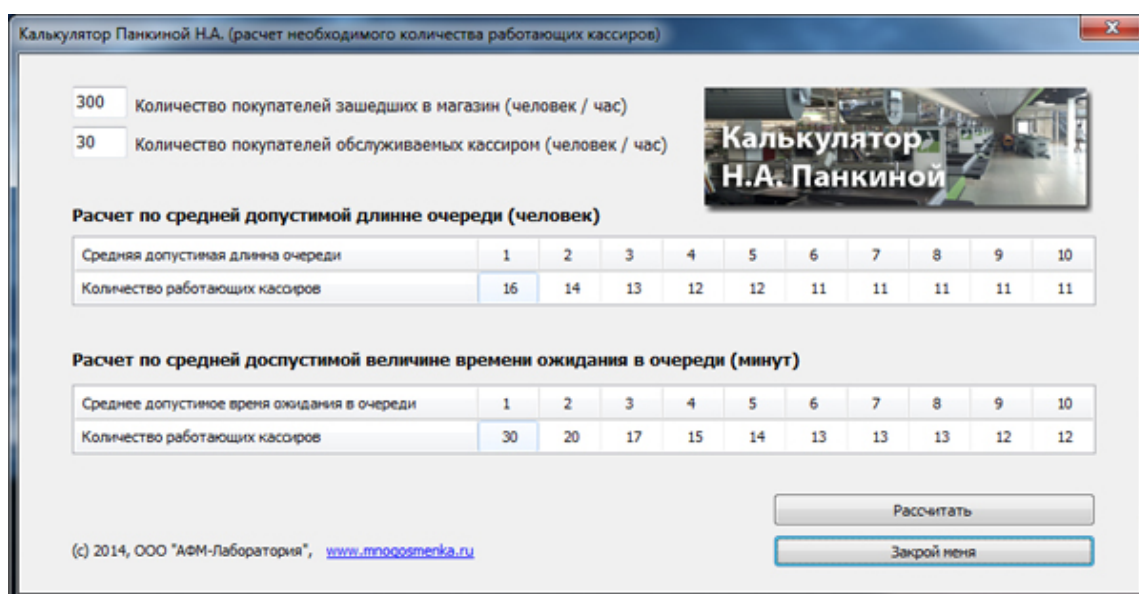 Калькулятор Панкиной Н.А. (расчет необходимого количества работающих кассиров)
300 Количество покупателей зашедших в магазин (человек / час)
30 Количество покупателей обслуживаемых кассиром (человек / час)
Калькулятор
Н.А. Панкиной
Расчет по средней допустимой длинне очереди (человек)
Средняя допустимая длинна очереди 1 2 3 4 5 6 7 8 9 10
Количество работающих кассиров 16 14 13 12 12 11 11 11 11 11
Расчет по средней доспустимой величине времени ожидания в очереди (минут)
Среднее допустимое время ожидания в очереди 1 2 3 4 5 6 7 8 9 10
Количество работающих кассиров 30 20 17 15 14 13 13 13 12 12
Рассчитать
(с) 2014, ООО "АФМ-Лаборатория", www.mnogosmenka.ru
Закрой меня